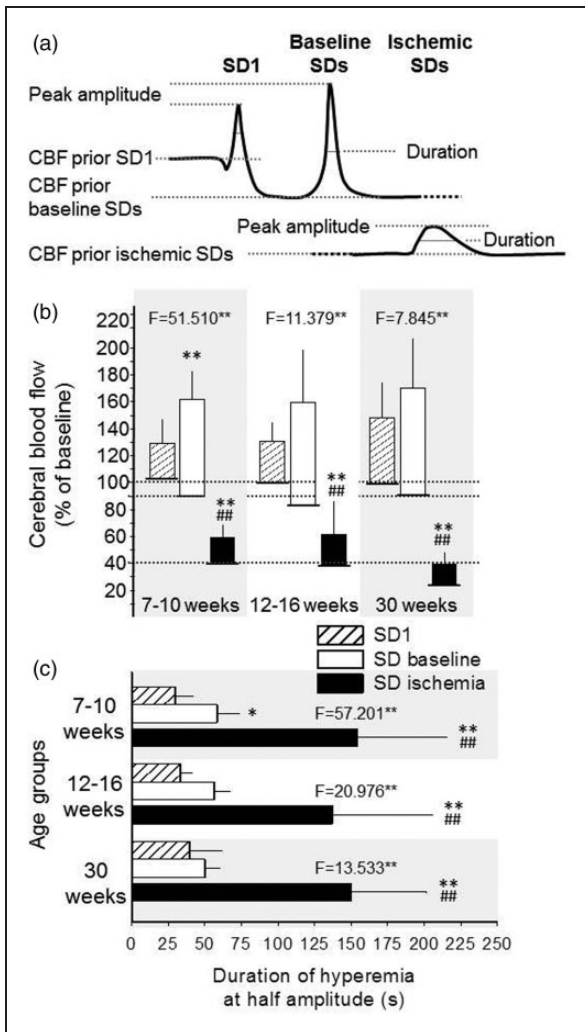 (a)
SD1
Baseline SDs
Ischemic SDs
Peak amplitude
CBF prior SD1
Duration
CBF prior
baseline SDs
Peak amplitude
Duration
CBF prior ischemic SDs
(b)
F=51.510**
F=11.379**
F=7.845**
Cerebral blood flow
(% of baseline)
220
200
180
160
140
120
100
80
60
40
20
**
**
##
**
##
**
##
7-10 weeks
12-16 weeks
30 weeks
SD1
SD baseline
SD ischemia
(c)
Age groups
7-10
weeks
*
F=57.201**
**
##
12-16
weeks
F=20.976**
**
##
30
weeks
F=13.533**
**
##
0 25 50 75 100 125 150 175 200 225 250
Duration of hyperemia
at half amplitude (s)